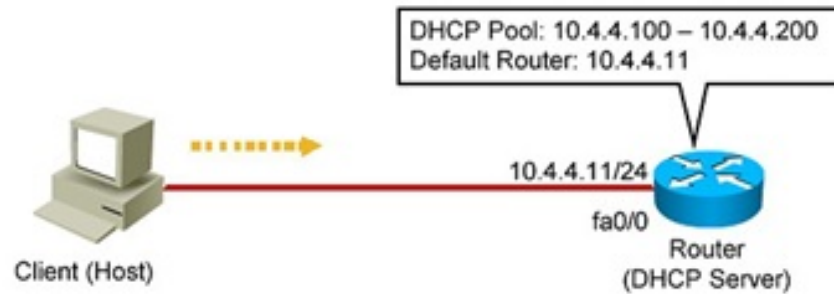 DHCP Pool: 10.4.4.100 – 10.4.4.200
Default Router: 10.4.4.11
10.4.4.11/24
fa0/0
Client (Host)
Router
(DHCP Server)